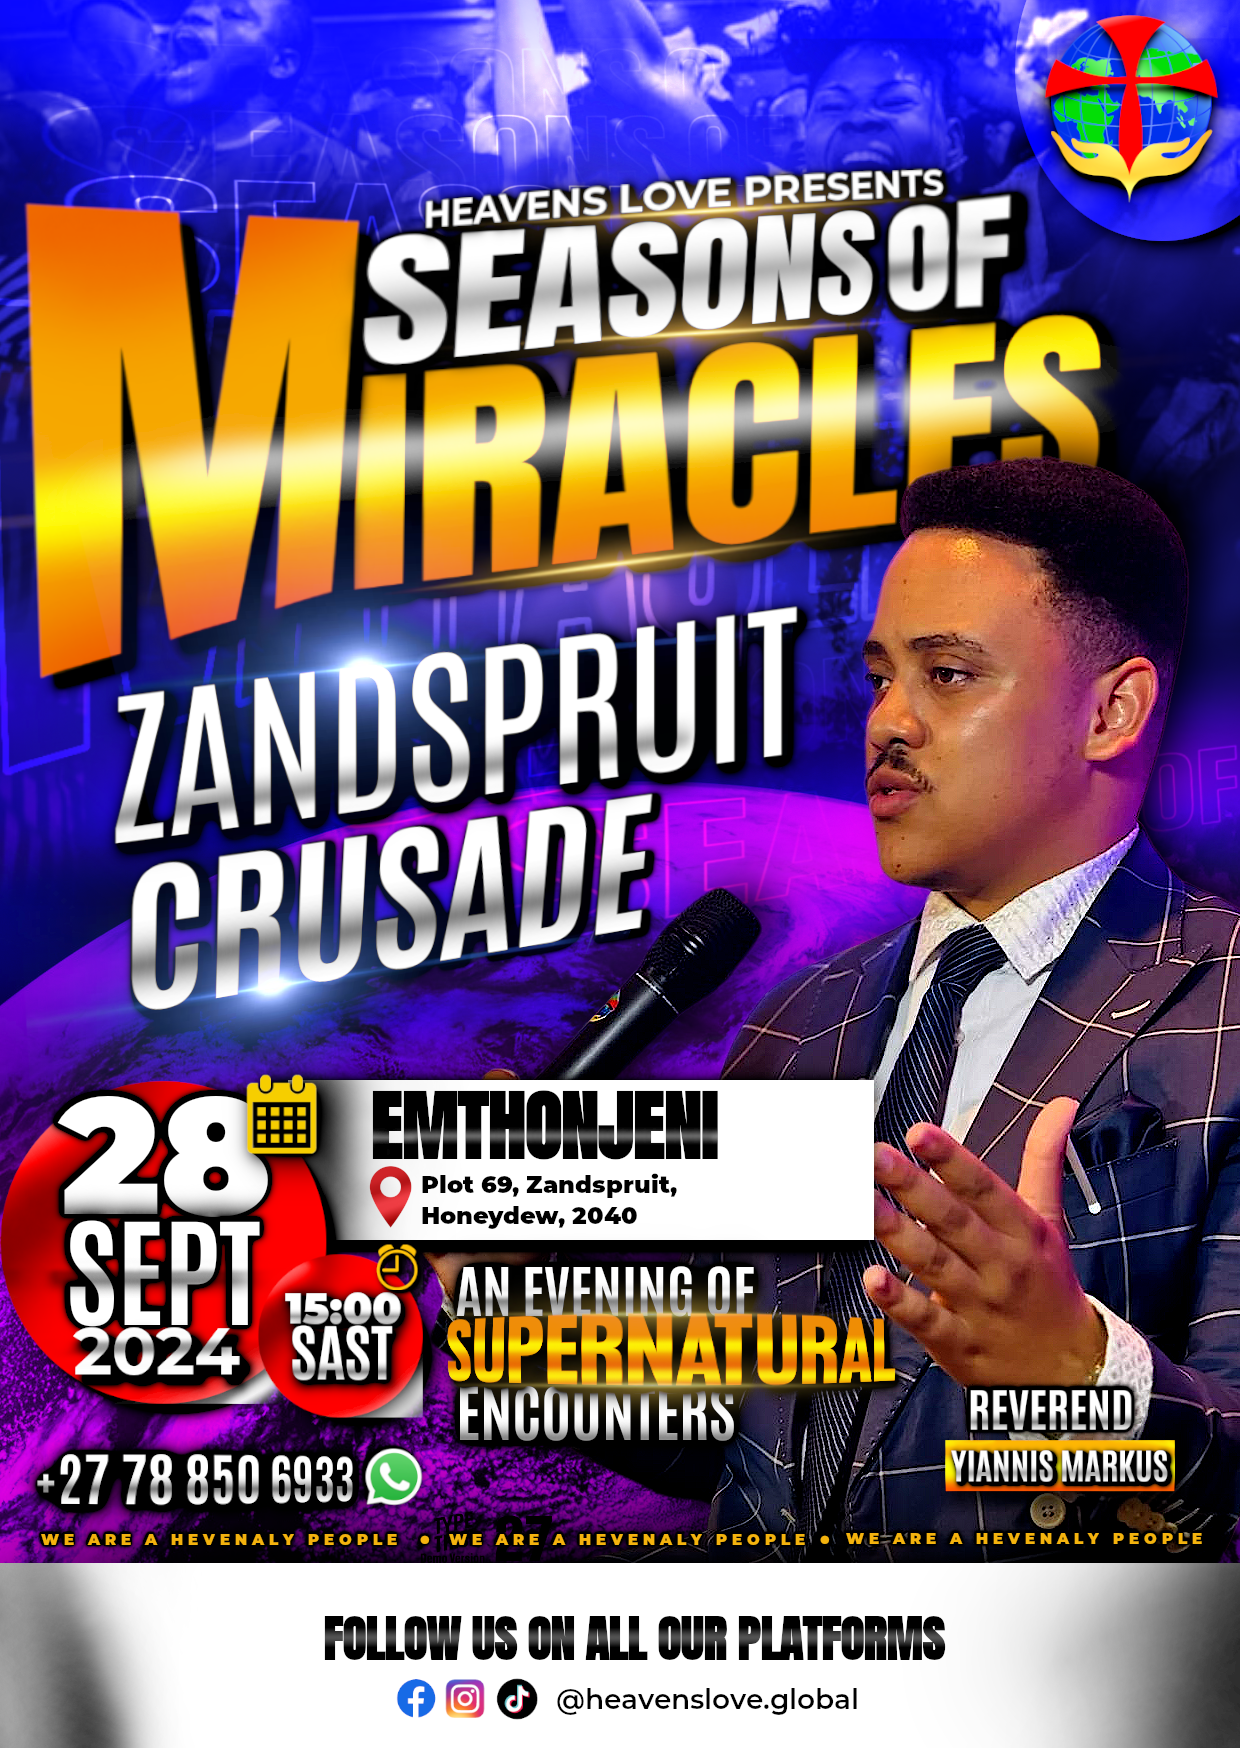 HEAVENS LOVE PRESENTS
SEASONS OF
MIRACLES
ZANDSPRUIT
CRUSADE
28
SEPT
2024
15:00
SAST
EMTHONJENI
Plot 69, Zandspruit,
Honeydew, 2040
AN EVENING OF
SUPERNATURAL
ENCOUNTERS
REVEREND
YIANNIS MARKUS
+27 78 850 6933
WE ARE A HEVENALY PEOPLE • WE ARE A HEVENALY PEOPLE • WE ARE A HEVENALY PEOPLE
FOLLOW US ON ALL OUR PLATFORMS
@heavenslove.global